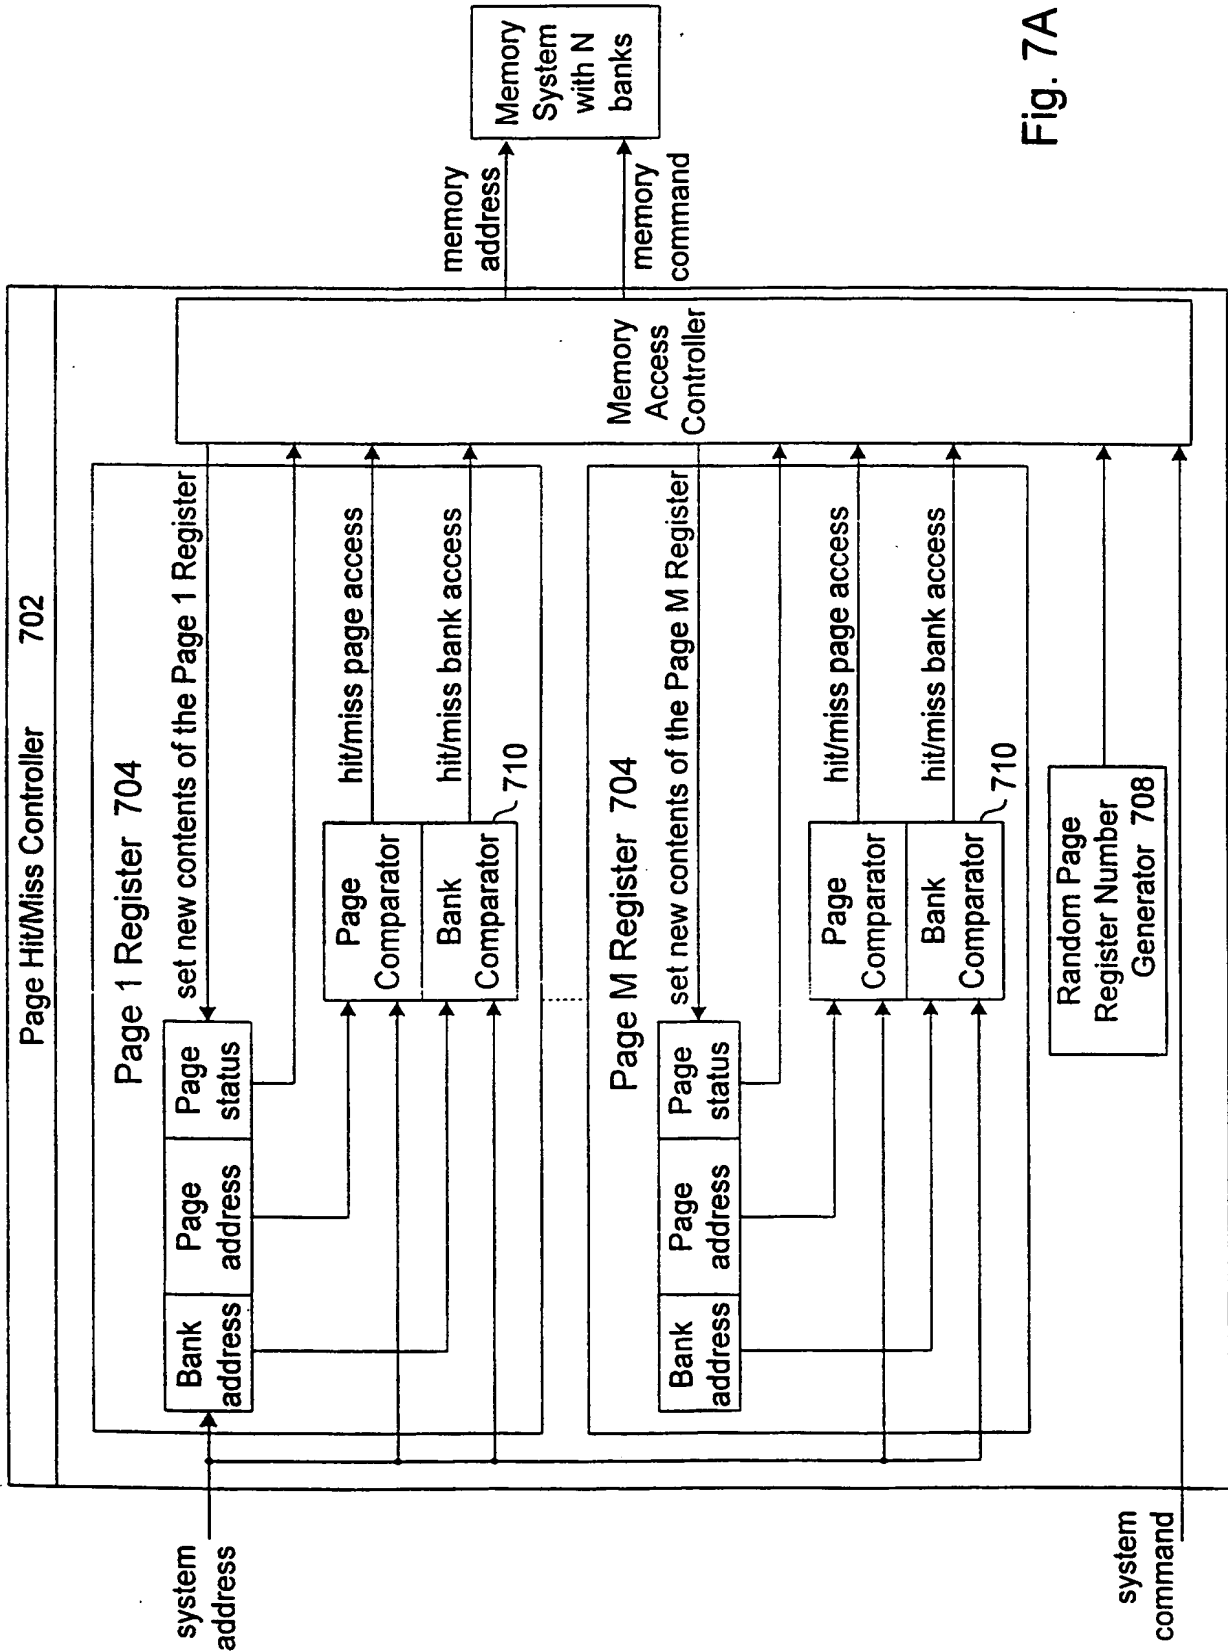 Page Hit/Miss Controller 702
system
address
Page 1 Register 704
Bank
address
Page
address
Page
status
set new contents of the Page 1 Register
Page
Comparator
Bank
Comparator
710
hit/miss page access
hit/miss bank access
Page M Register 704
Bank
address
Page
address
Page
status
set new contents of the Page M Register
Page
Comparator
Bank
Comparator
710
hit/miss page access
hit/miss bank access
Random Page
Register Number
Generator 708
system
command
Memory
Access
Controller
memory
address
memory
command
Memory
System
with N
banks
Fig. 7A